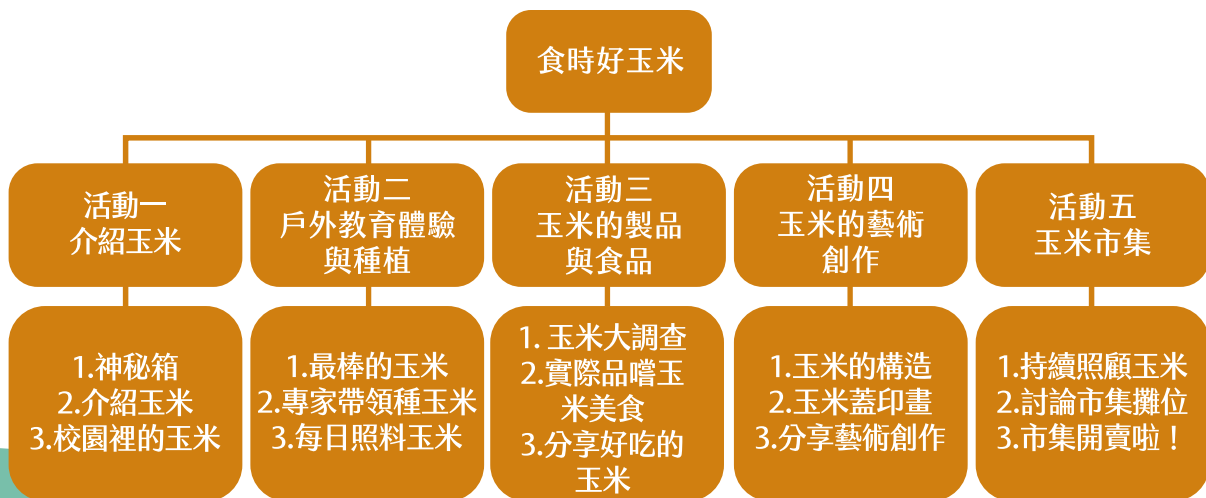 食時好玉米
活動一
介紹玉米
活動二
戶外教育體驗
與種植
活動三
玉米的製品
與食品
活動四
玉米的藝術
創作
活動五
玉米市集
1.神秘箱
2.介紹玉米
3.校園裡的玉米
1.最棒的玉米
2.專家帶領種玉米
3.每日照料玉米
1. 玉米大調查
2.實際品嚐玉
米美食
3.分享好吃的
玉米
1.玉米的構造
2.玉米蓋印畫
3.分享藝術創作
1.持續照顧玉米
2.討論市集攤位
3.市集開賣啦！